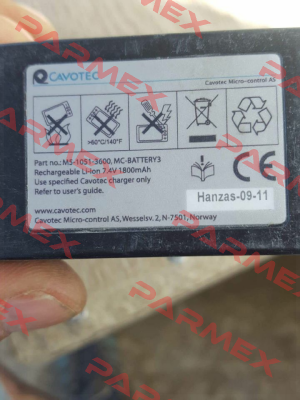 CAVOTEC
Cavotec Micro-control AS
>60°C/140°F
Part no.: M5-1051-3600, MC-BATTERY3
Rechargeable Li-Ion 7.4V 1800mAh
Use specified Cavotec charger only
Refer to user's guide.
www.cavotec.com
Cavotec Micro-control AS, Wesselsv. 2, N-7501, Norway
CE
Hanzas-09-11
PARMEX
PARMEX
PARMEX
PARMEX
PARMEX
PARMEX